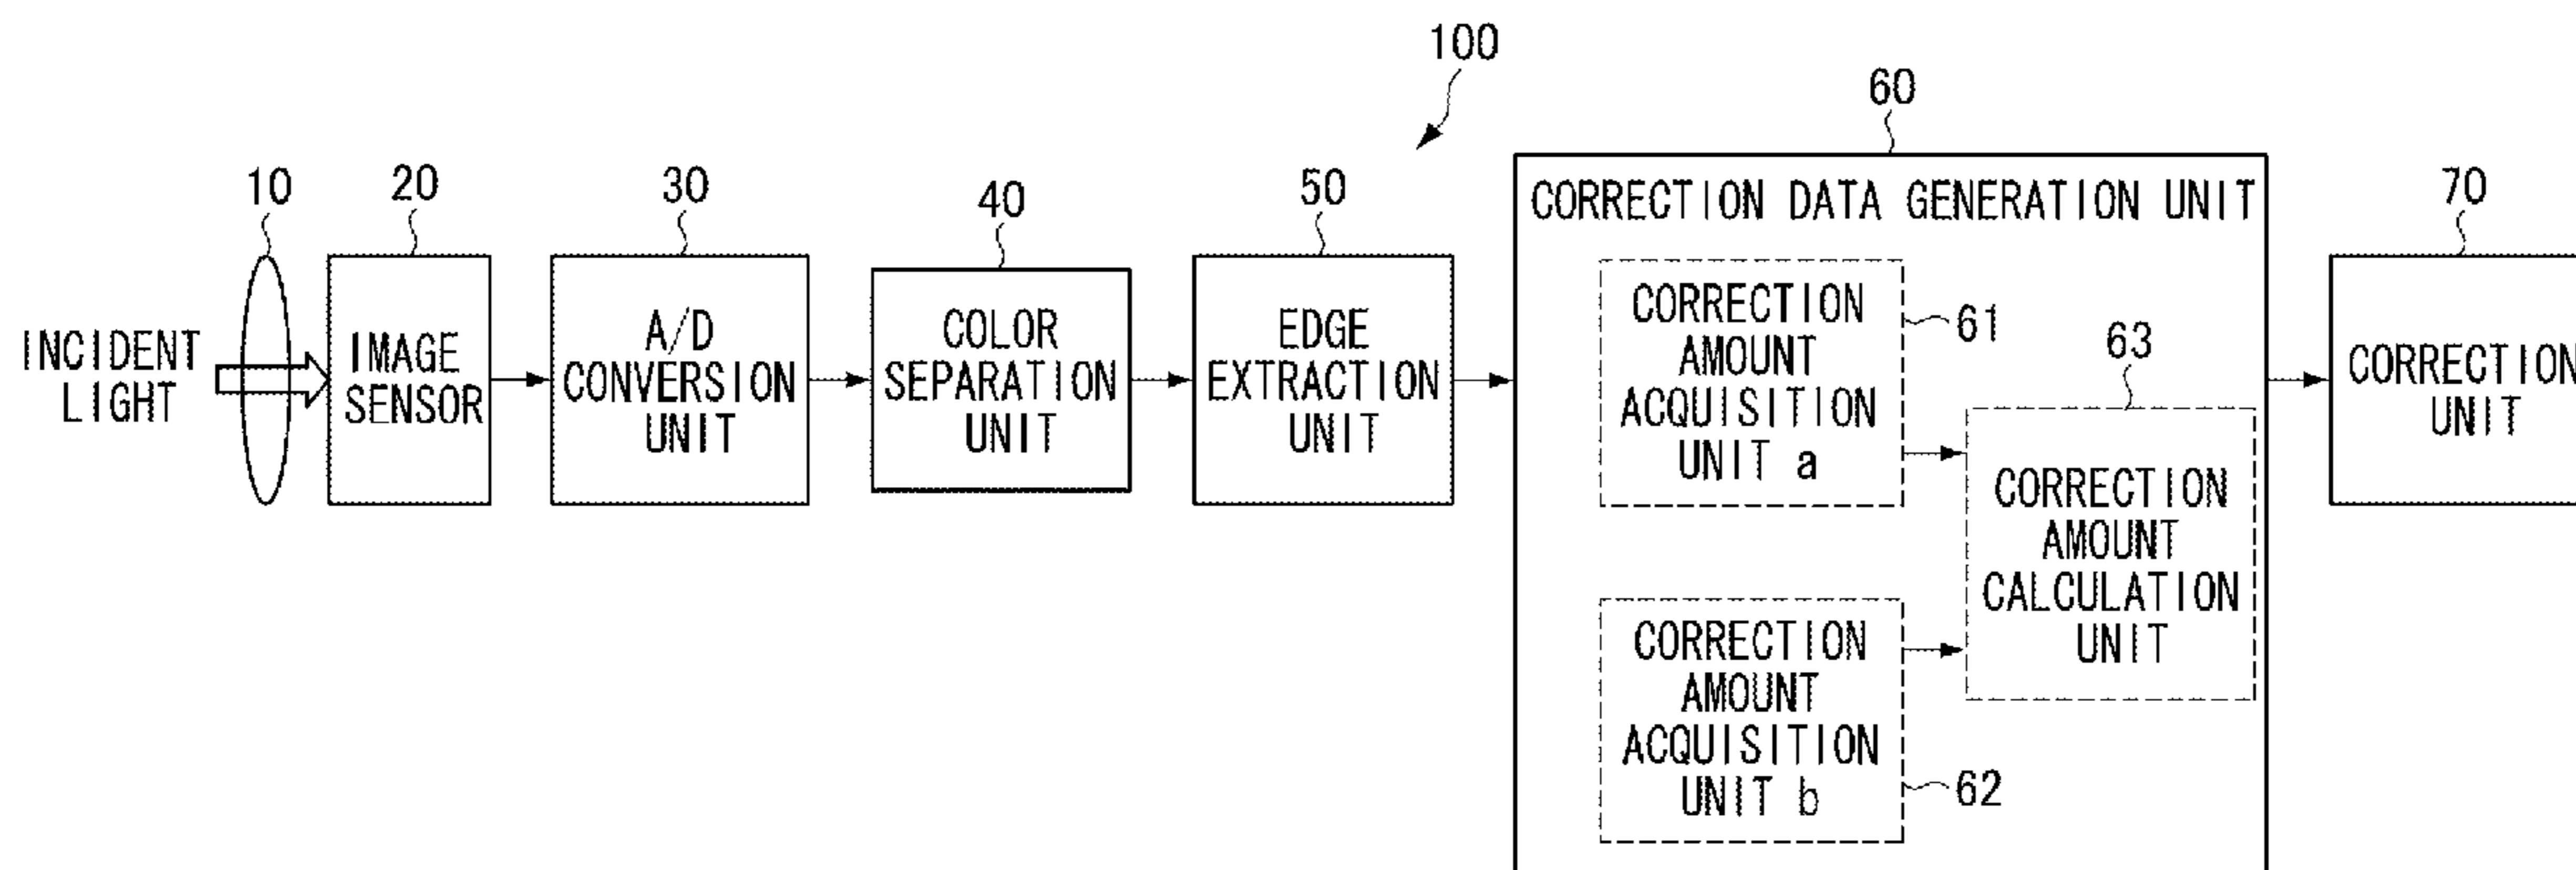 100
60
10
20
30
40
50
70
INCIDENT
LIGHT
IMAGE
SENSOR
A/D
CONVERSION
UNIT
COLOR
SEPARATION
UNIT
EDGE
EXTRACTION
UNIT
CORRECTION DATA GENERATION UNIT
CORRECTION
AMOUNT
ACQUISITION
UNIT a
61
CORRECTION
AMOUNT
ACQUISITION
UNIT b
62
63
CORRECTION
AMOUNT
CALCULATION
UNIT
CORRECTION
UNIT